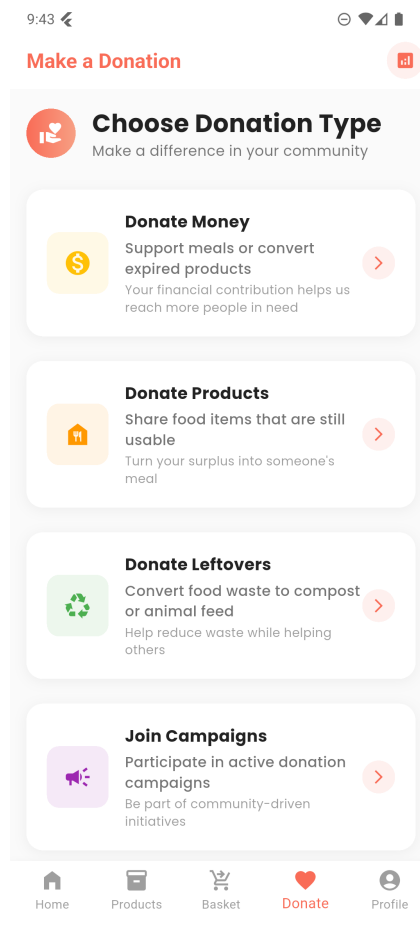 9:43
Make a Donation
Choose Donation Type
Make a difference in your community
Donate Money
Support meals or convert
expired products
Your financial contribution helps us
reach more people in need
Donate Products
Share food items that are still
usable
Turn your surplus into someone's
meal
Donate Leftovers
Convert food waste to compost
or animal feed
Help reduce waste while helping
others
Join Campaigns
Participate in active donation
campaigns
Be part of community-driven
initiatives
Home Products Basket Donate Profile